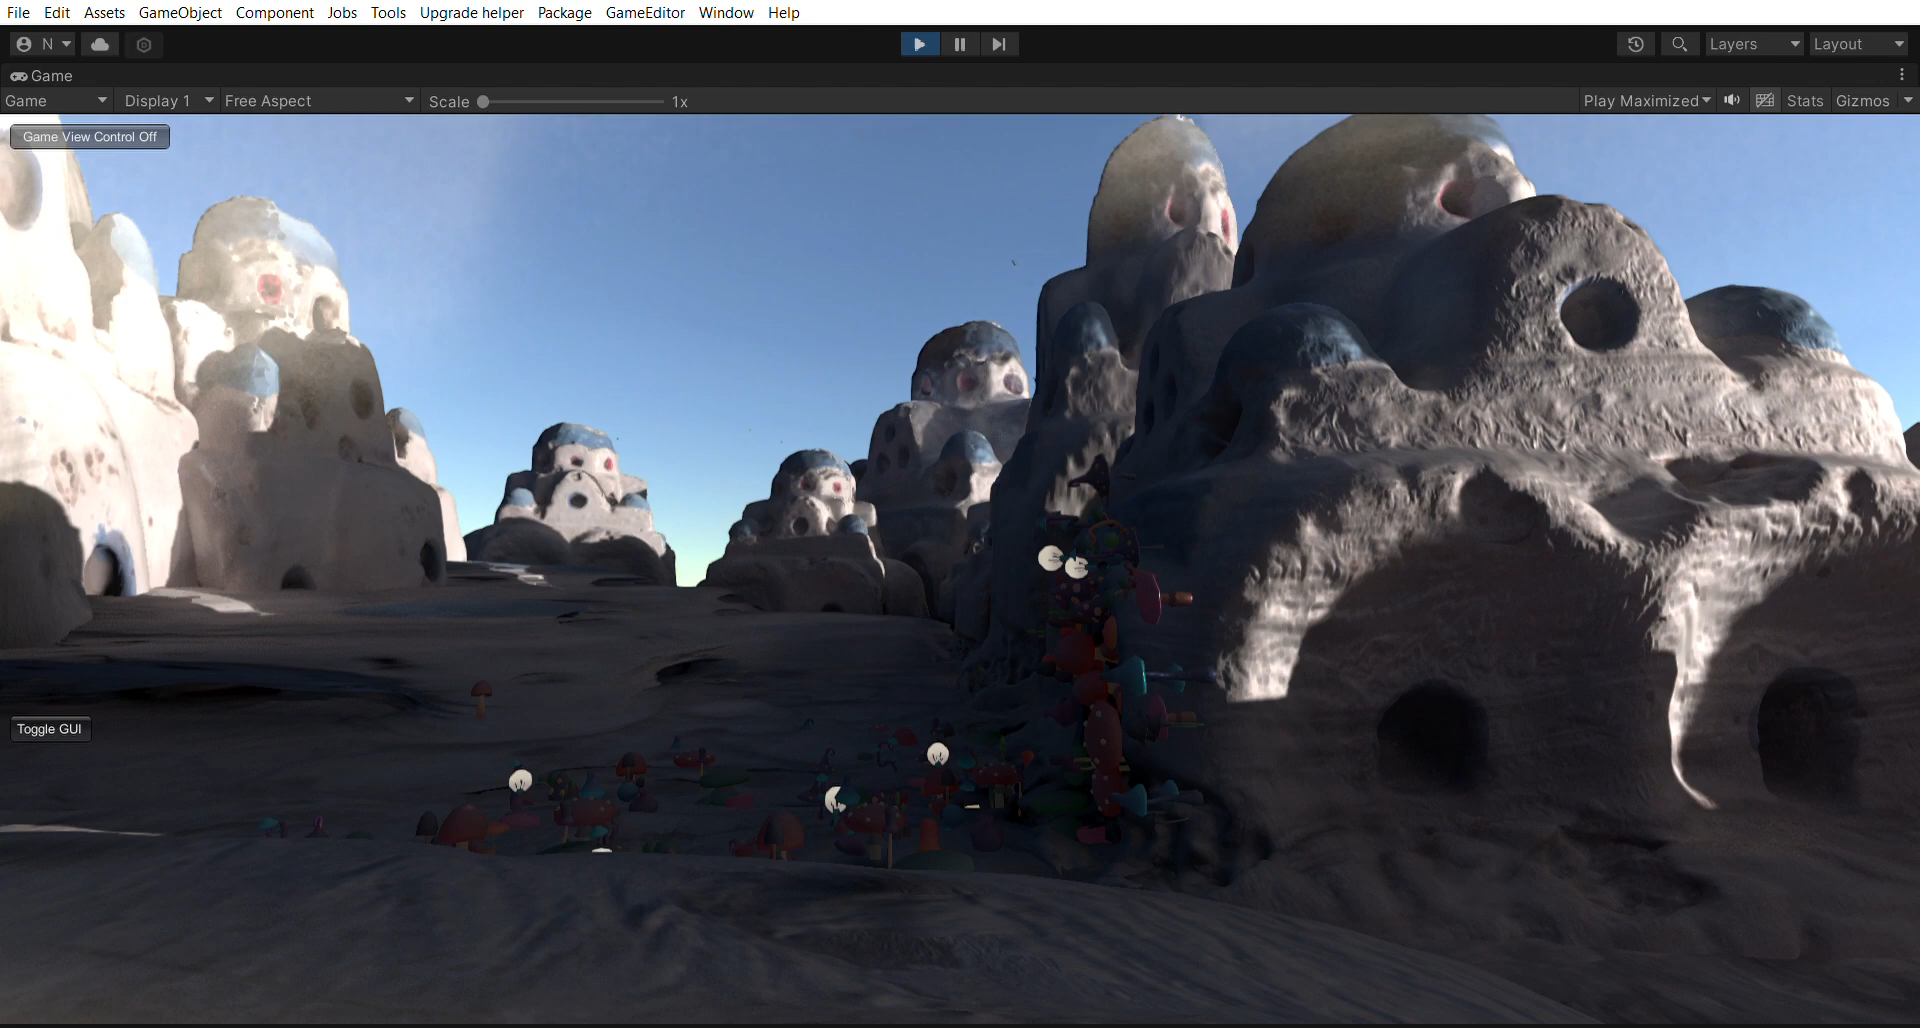 File Edit Assets GameObject Component Jobs Tools Upgrade helper Package GameEditor Window Help
N Layers Layout
Game
Game Display 1 Free Aspect Scale 1x Play Maximized Stats Gizmos
Game View Control Off
Toggle GUI